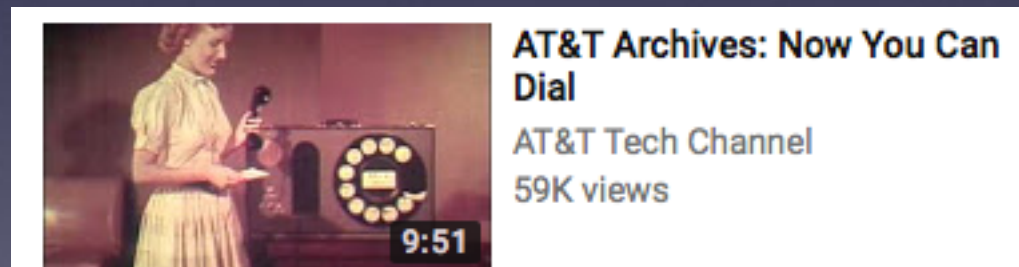 AT&T Archives: Now You Can
Dial
AT&T Tech Channel
59K views
9:51